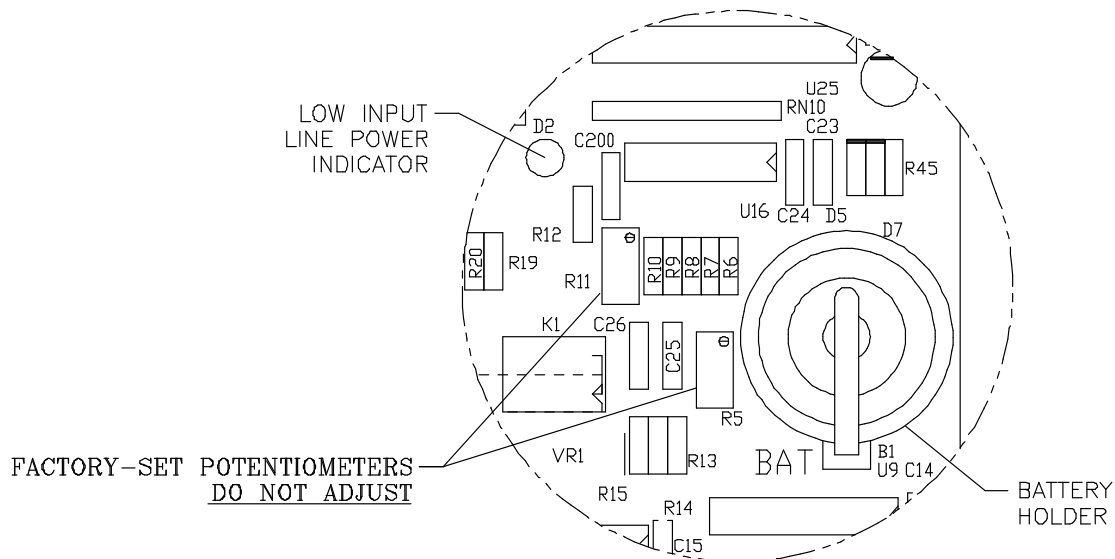 U25
RN10
LOW INPUT
LINE POWER
INDICATOR
D2
C200
C23
R45
U16
C24
D5
R12
D7
R20
R19
R11
R10
R9
R8
R7
R6
K1
C26
C25
R5
FACTORY-SET POTENTIOMETERS
DO NOT ADJUST
VR1
R13
BAT
B1
U9
C14
R15
R14
C15
BATTERY
HOLDER